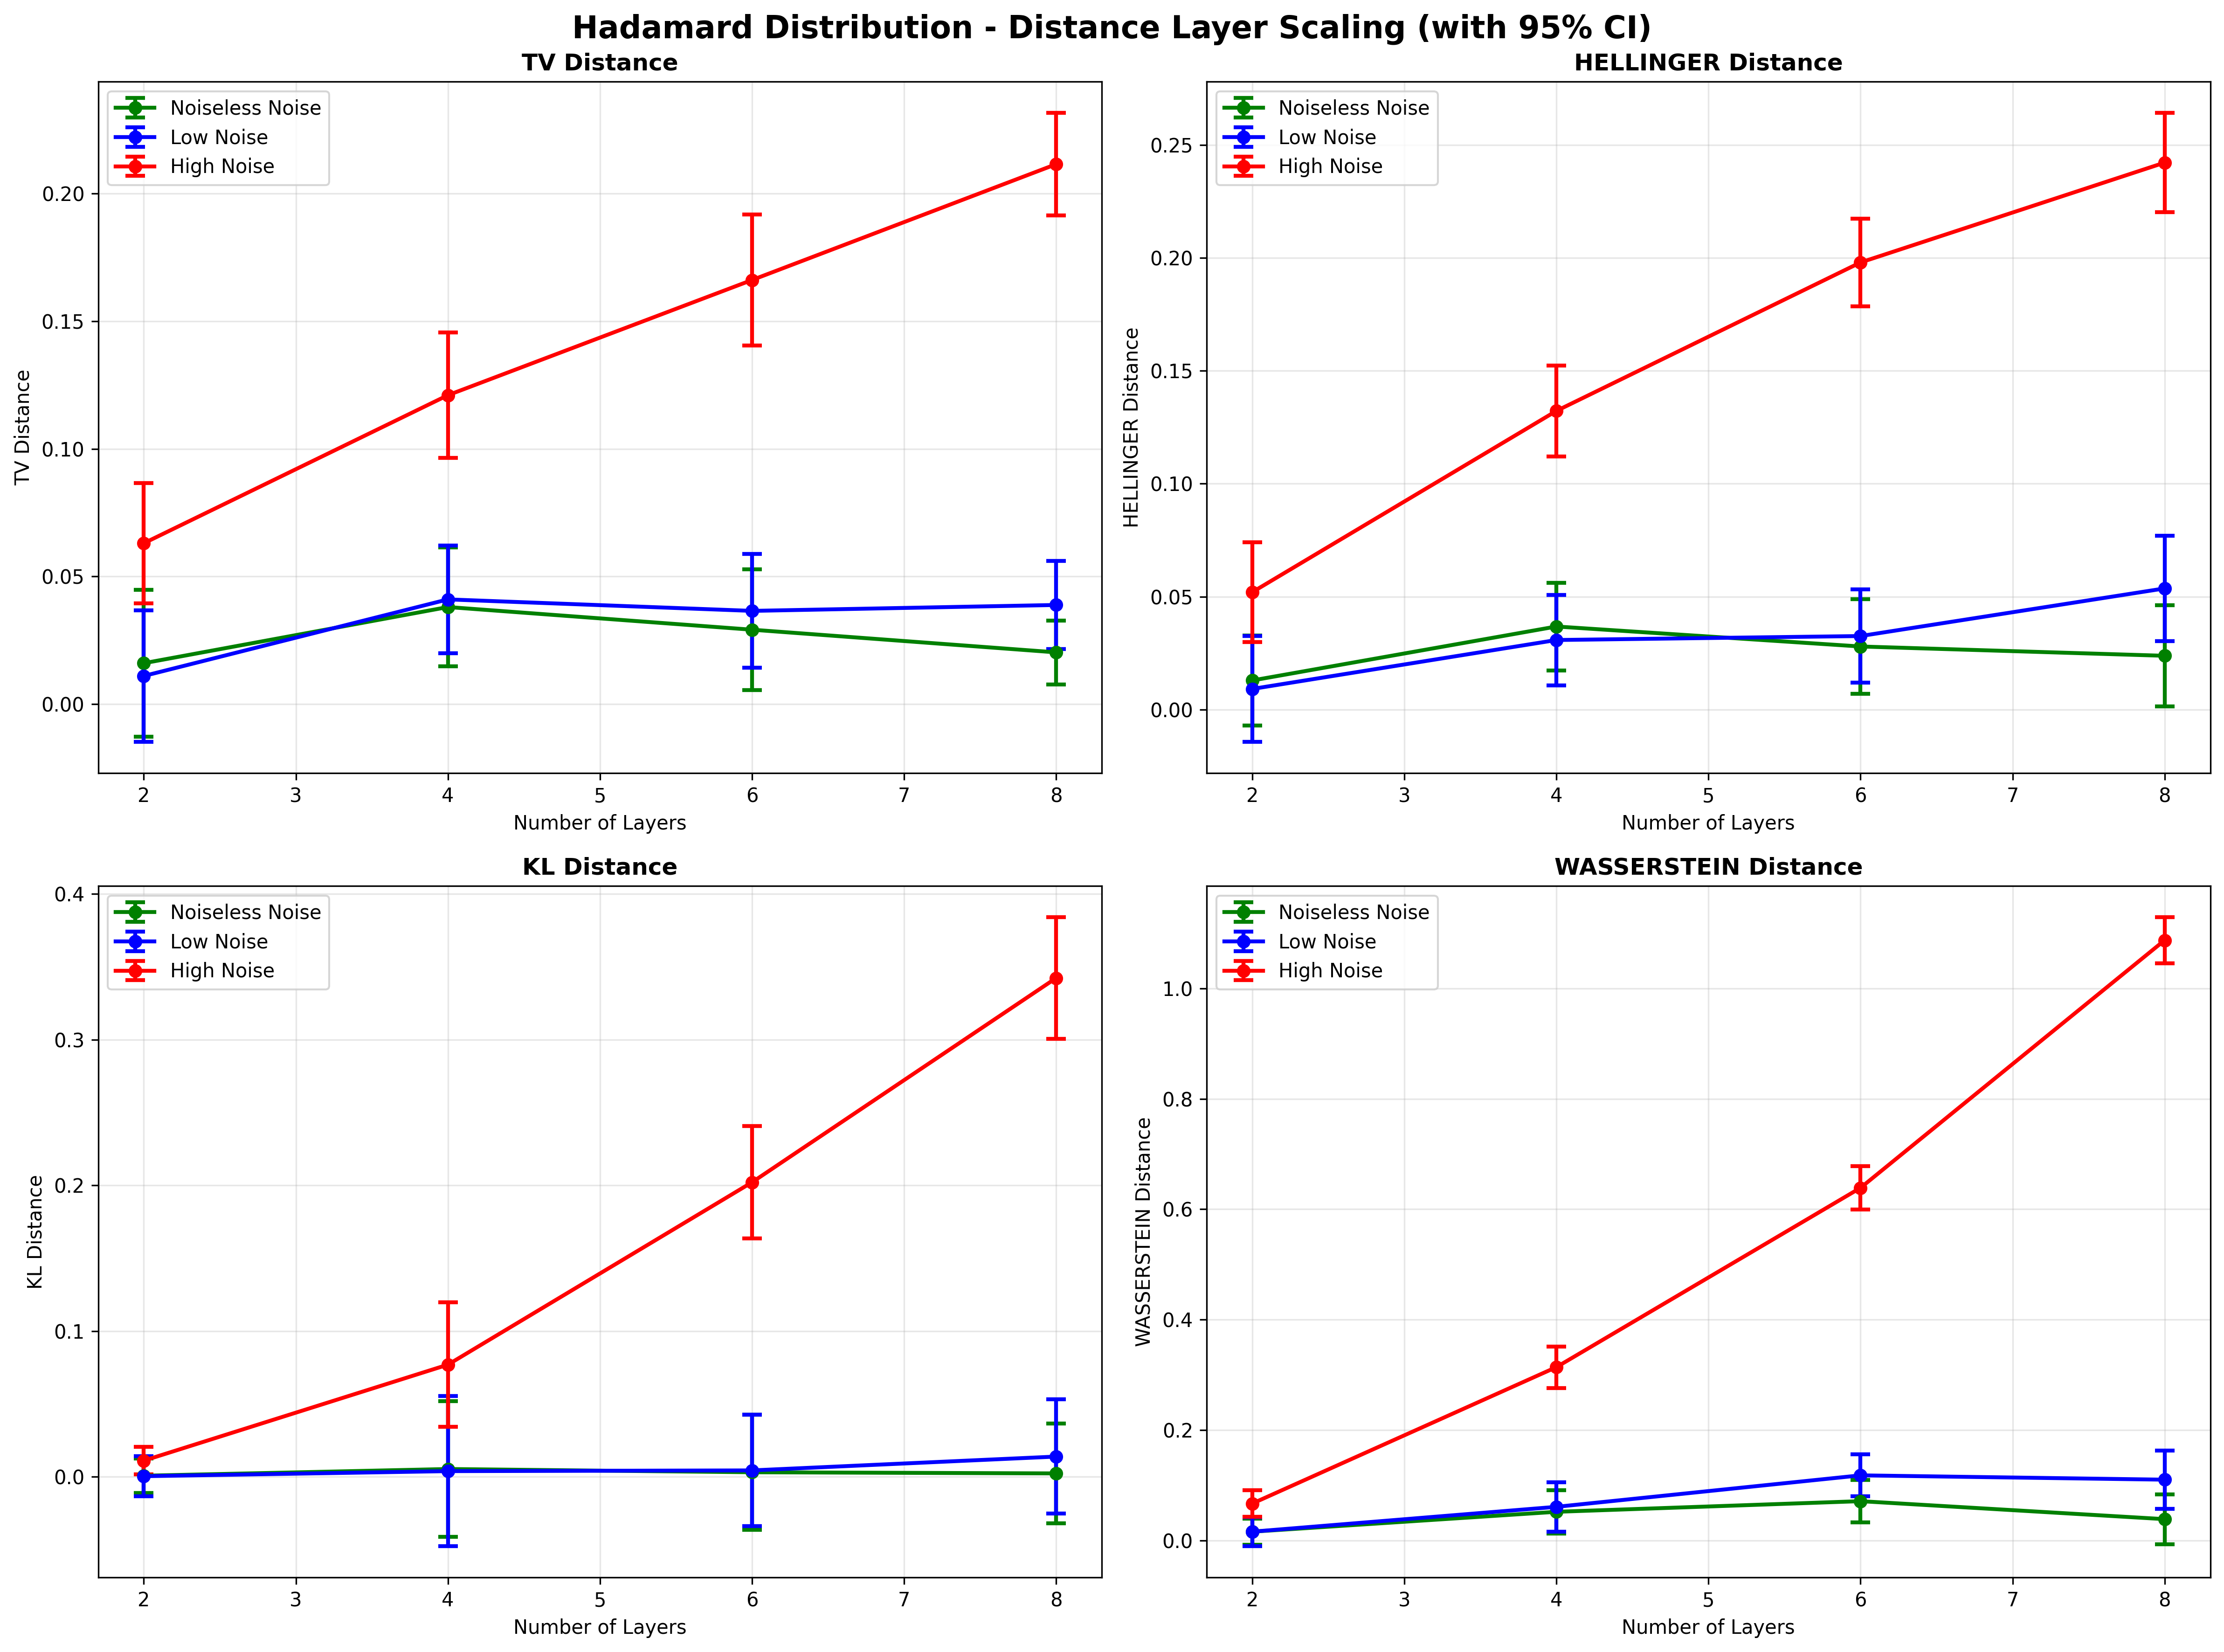 Hadamard Distribution - Distance Layer Scaling (with 95% CI)
TV Distance
Noiseless Noise
Low Noise
High Noise
TV Distance
0.20
0.15
0.10
0.05
0.00
2 3 4 5 6 7 8
Number of Layers
HELLINGER Distance
Noiseless Noise
Low Noise
High Noise
HELLINGER Distance
0.25
0.20
0.15
0.10
0.05
0.00
2 3 4 5 6 7 8
Number of Layers
KL Distance
Noiseless Noise
Low Noise
High Noise
KL Distance
0.4
0.3
0.2
0.1
0.0
2 3 4 5 6 7 8
Number of Layers
WASSERSTEIN Distance
Noiseless Noise
Low Noise
High Noise
WASSERSTEIN Distance
1.0
0.8
0.6
0.4
0.2
0.0
2 3 4 5 6 7 8
Number of Layers